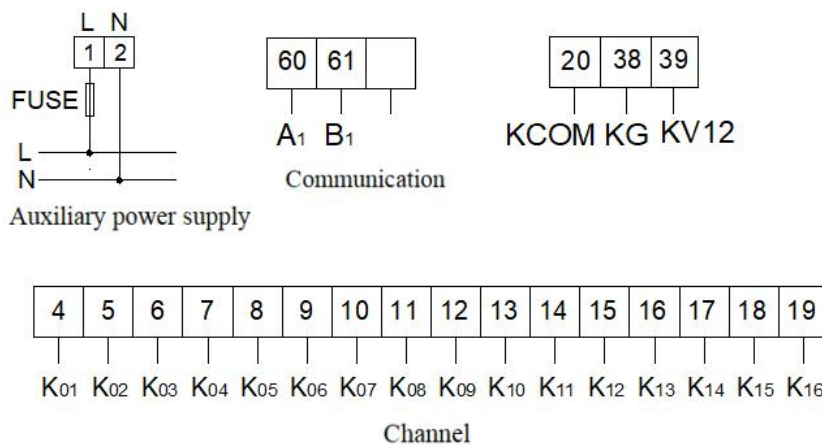 L N
1 2
FUSE
L
N
Auxiliary power supply
60 61
A1 B1
Communication
20 38 39
KCOM KG KV12
4 5 6 7 8 9 10 11 12 13 14 15 16 17 18 19
K01 K02 K03 K04 K05 K06 K07 K08 K09 K10 K11 K12 K13 K14 K15 K16
Channel